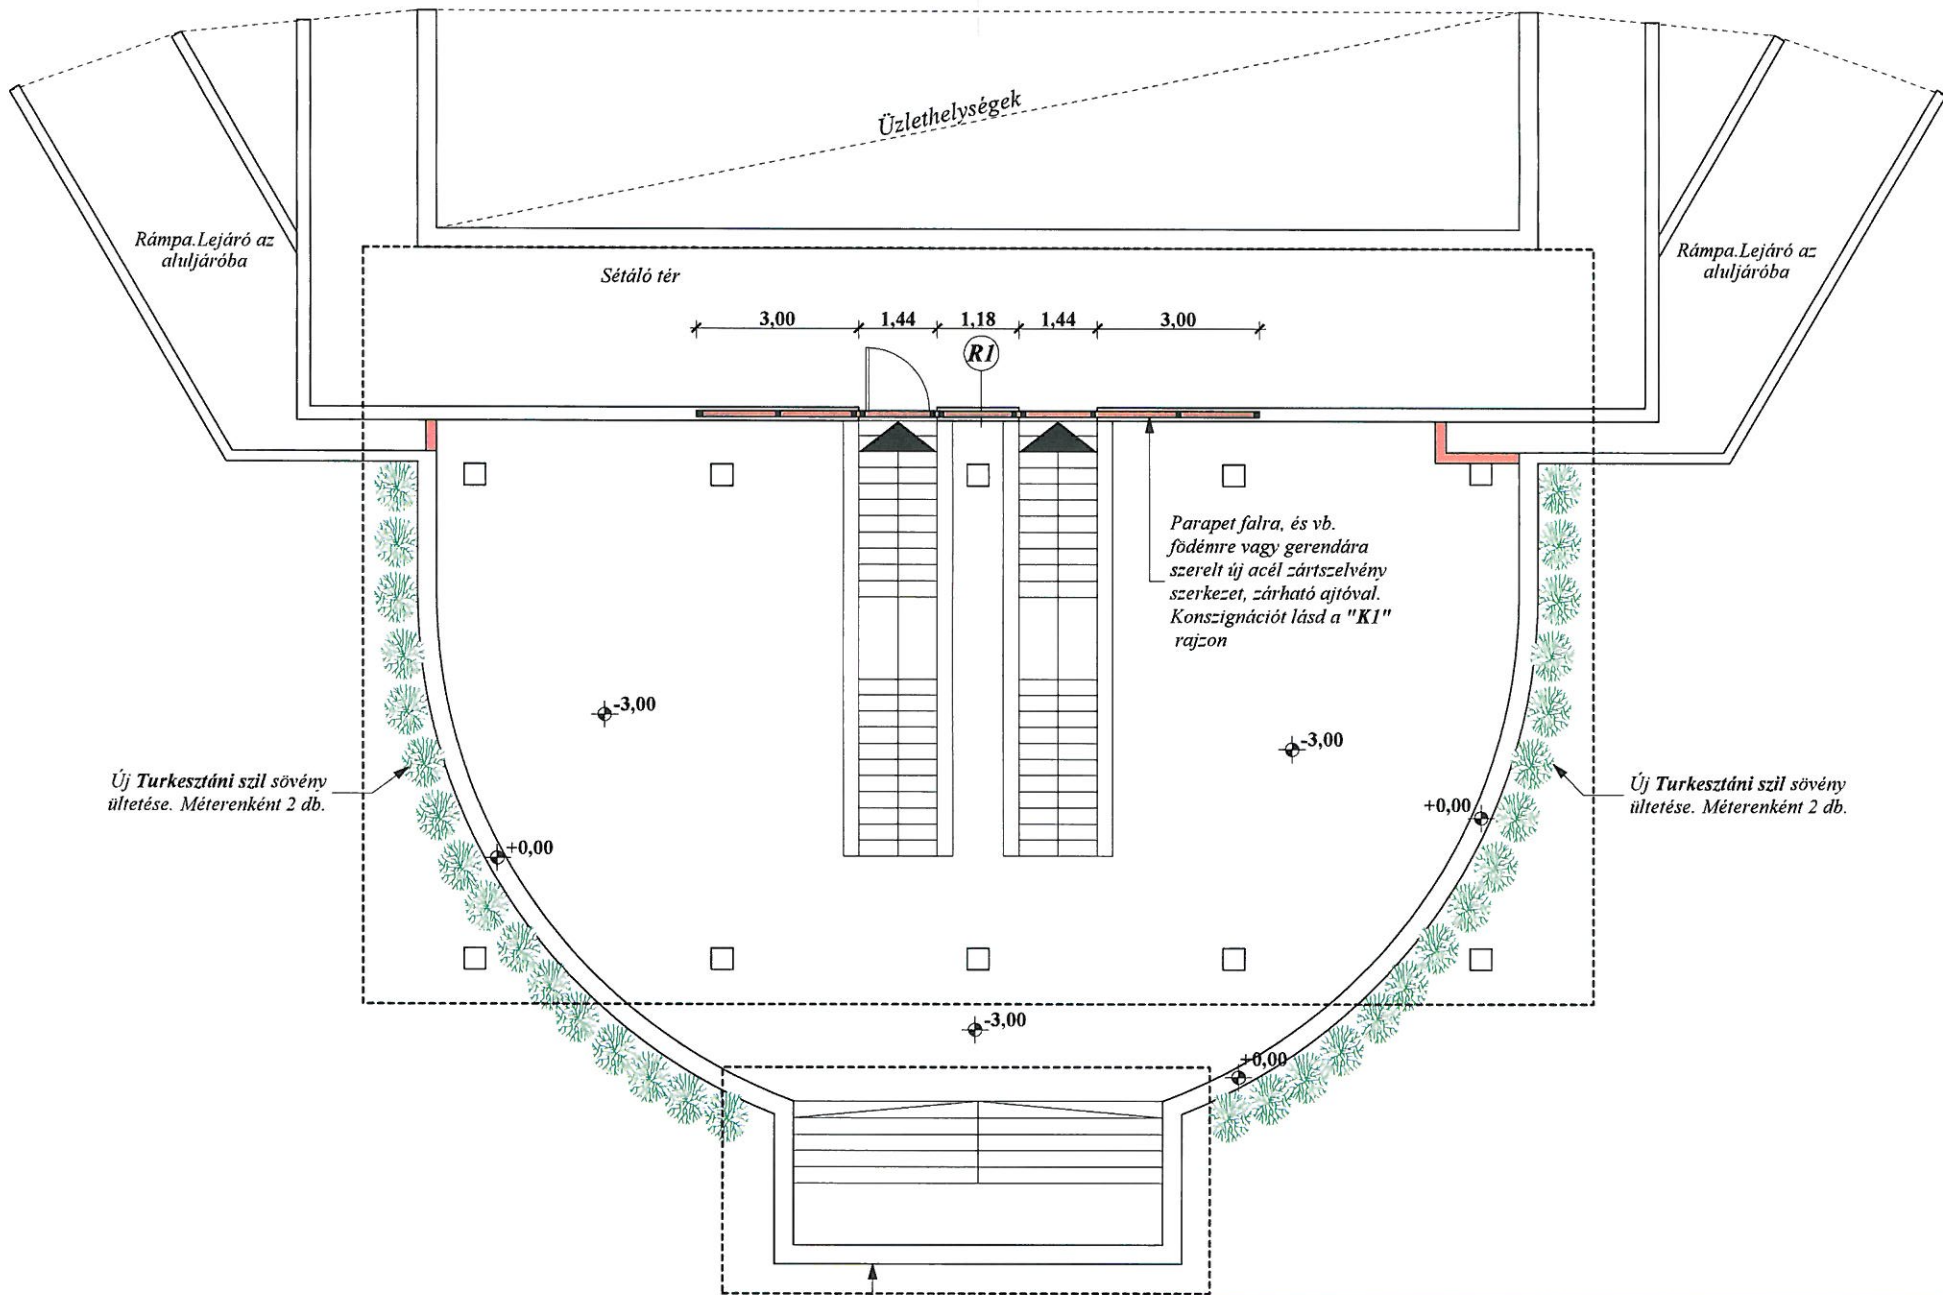 Üzlethelységek
Rámpa.Lejáró az
aluljáróba
Rámpa.Lejáró az
aluljáróba
Sétáló tér
3,00 1,44 1,18 1,44 3,00
R1
Parapet falra, és vb.
födémre vagy gerendára
szerelt új acél zártszelvény
szerkezet, zárható ajtóval.
Konszignációt lásd a "K1"
rajzon
-3,00
-3,00
Új Turkesztáni szil sövény
ültetése. Méterenként 2 db.
Új Turkesztáni szil sövény
ültetése. Méterenként 2 db.
+0,00
+0,00
-3,00
+0,00